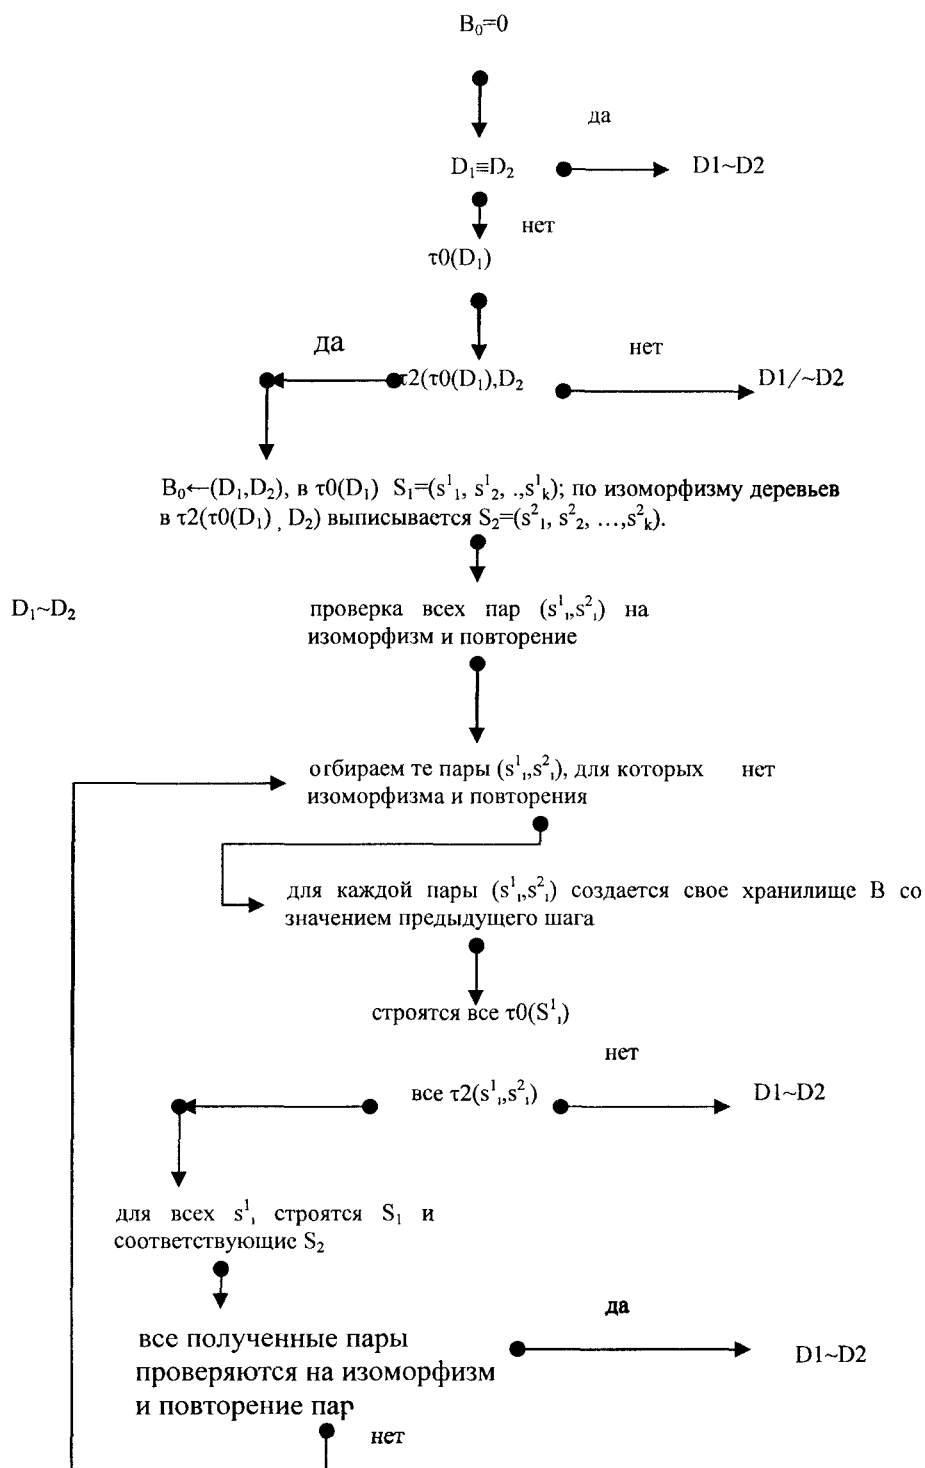 B₀=0
да
D₁≡D₂ D1~D2
нет
τ0(D₁)
да нет
τ2(τ0(D₁),D₂ D1/~D2
B₀←(D₁,D₂), в τ0(D₁) S₁=(s¹₁, s¹₂, .,s¹ₖ); по изоморфизму деревьев
в τ2(τ0(D₁) , D₂) выписывается S₂=(s²₁, s²₂, …,s²ₖ).
D₁~D₂ проверка всех пар (s¹ᵢ,s²ᵢ) на
изоморфизм и повторение
отбираем те пары (s¹ᵢ,s²ᵢ), для которых нет
изоморфизма и повторения
для каждой пары (s¹ᵢ,s²ᵢ) создается свое хранилище B со
значением предыдущего шага
строятся все τ0(S¹ᵢ)
нет
все τ2(s¹ᵢ,s²ᵢ) D1~D2
для всех s¹ᵢ строятся S₁ и
соответствующие S₂
да
все полученные пары
проверяются на изоморфизм D1~D2
и повторение пар
нет